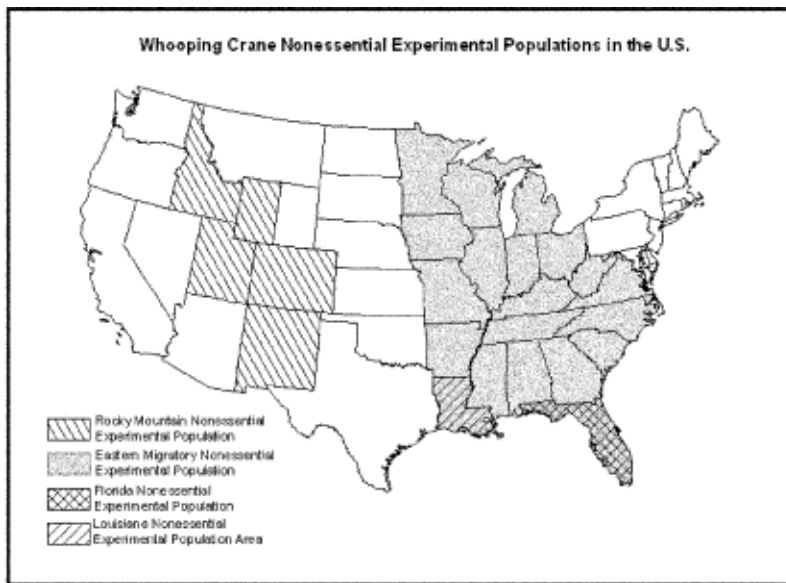 Whooping Crane Nonessential Experimental Populations in the U.S.
Rocky Mountain Nonessential
Experimental Population
Eastern Migratory Nonessential
Experimental Population
Florida Nonessential
Experimental Population
Louisiana Nonessential
Experimental Population Area